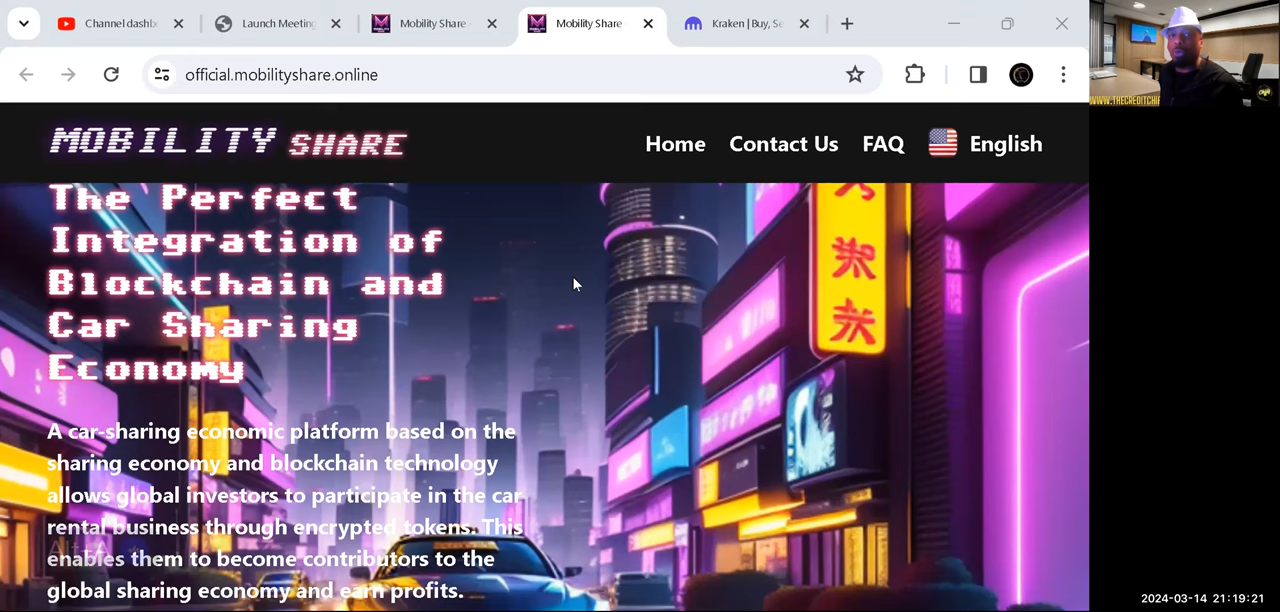 Channel dashb
Launch Meeting
Mobility Share
Mobility Share
Kraken | Buy, Se
official.mobilityshare.online
MOBILITY SHARE
Home
Contact Us
FAQ
English
The Perfect
Integration of
Blockchain and
Car Sharing
Economy
A car-sharing economic platform based on the
sharing economy and blockchain technology
allows global investors to participate in the car
rental business through encrypted tokens. This
enables them to become contributors to the
global sharing economy and earn profits.
WWW.THECREDITCHI
2024-03-14 21:19:21